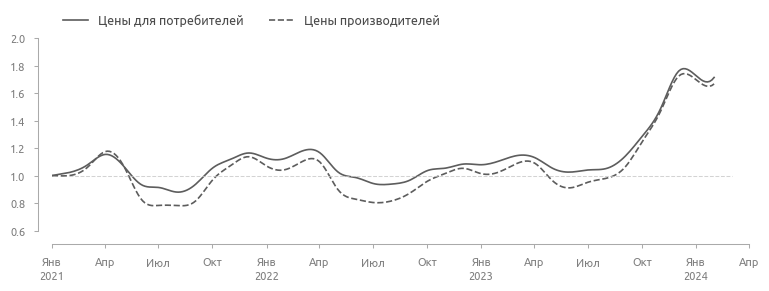 Цены для потребителей Цены производителей
2.0
1.8
1.6
1.4
1.2
1.0
0.8
0.6
Янв Апр Июл Окт Янв Апр Июл Окт Янв Апр Июл Окт Янв Апр
2021 2022 2023 2024